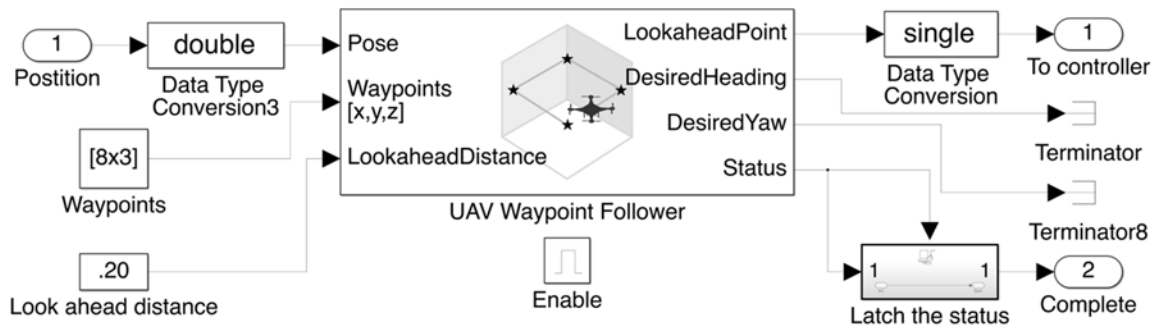 1
Postition
double
Data Type
Conversion3
[8x3]
Waypoints
.20
Look ahead distance
Pose
Waypoints
[x,y,z]
LookaheadDistance
LookaheadPoint
DesiredHeading
DesiredYaw
Status
UAV Waypoint Follower
Enable
single
Data Type
Conversion
1
To controller
Terminator
Terminator8
1 1
Latch the status
2
Complete